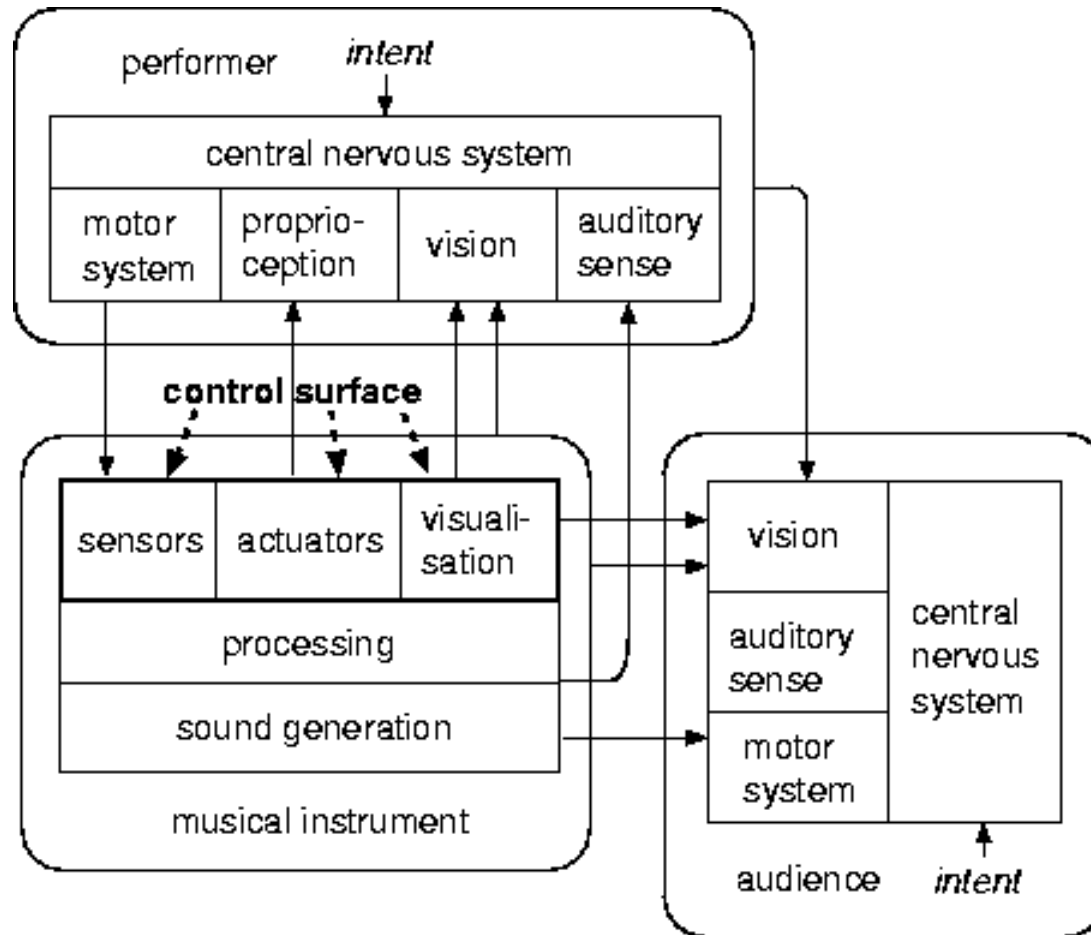 performer
intent
central nervous system
motor
system
proprio-
ception
vision
auditory
sense
control surface
sensors
actuators
visuali-
sation
processing
sound generation
musical instrument
vision
auditory
sense
motor
system
central
nervous
system
audience
intent